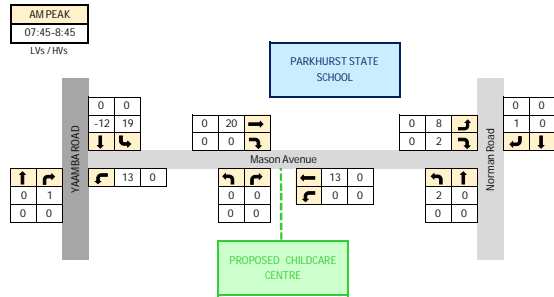 AM PEAK
07:45-8:45
LVs / HVs
PARKHURST STATE
SCHOOL
0 0
-12 19
0 20
0 0
0 8
0 2
0 0
1 0
YAAMBA ROAD
Mason Avenue
Norman Road
0 1
0 0
13 0
0 0
0 0
13 0
0 0
2 0
0 0
PROPOSED CHILDCARE
CENTRE